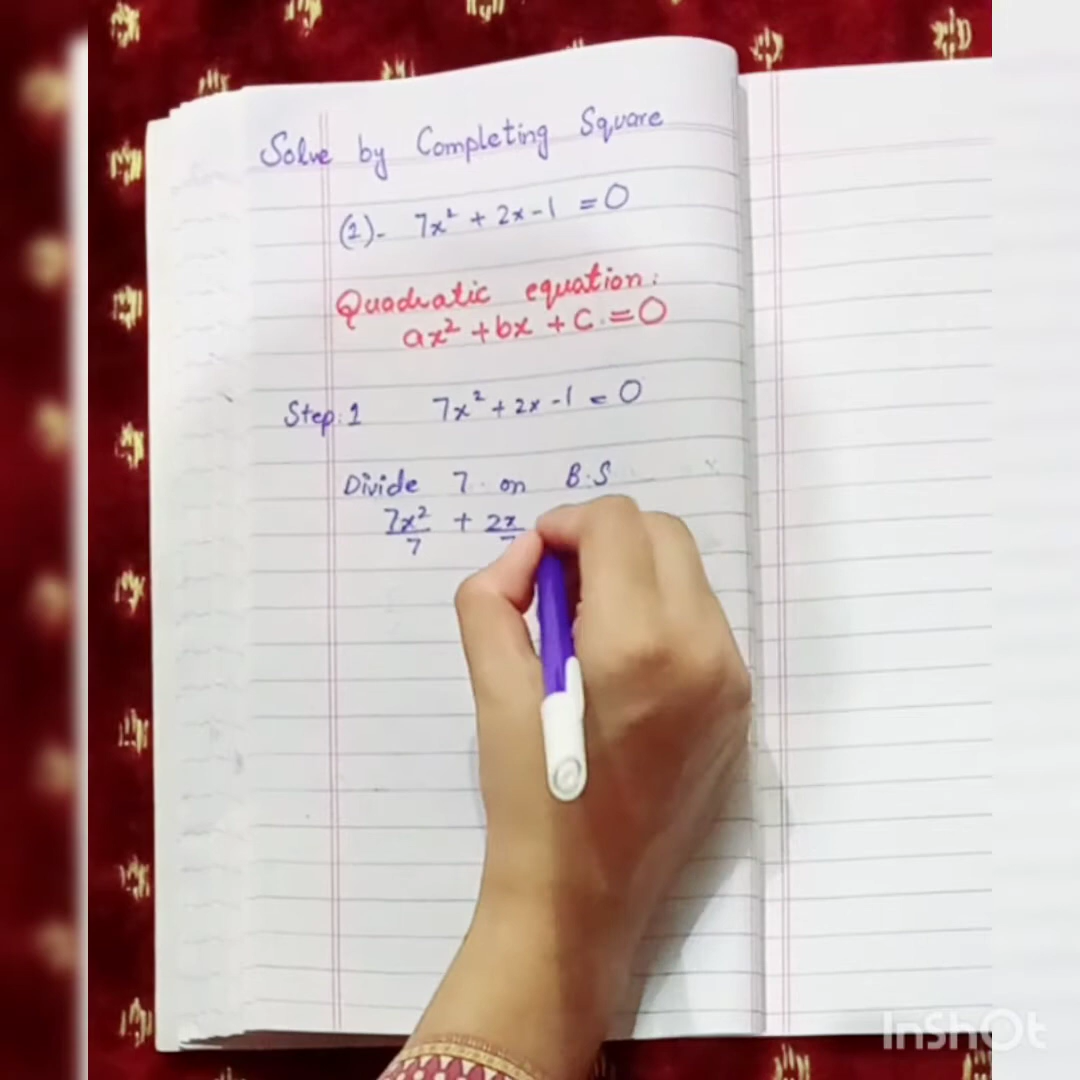 Solve by Completing Square
(2)- 7x² + 2x - 1 = 0
Quadratic equation:
ax² + bx + c = 0
Step:1 7x² + 2x - 1 = 0
Divide 7 on B.S
7x²/7 + 2x/7
InShOt